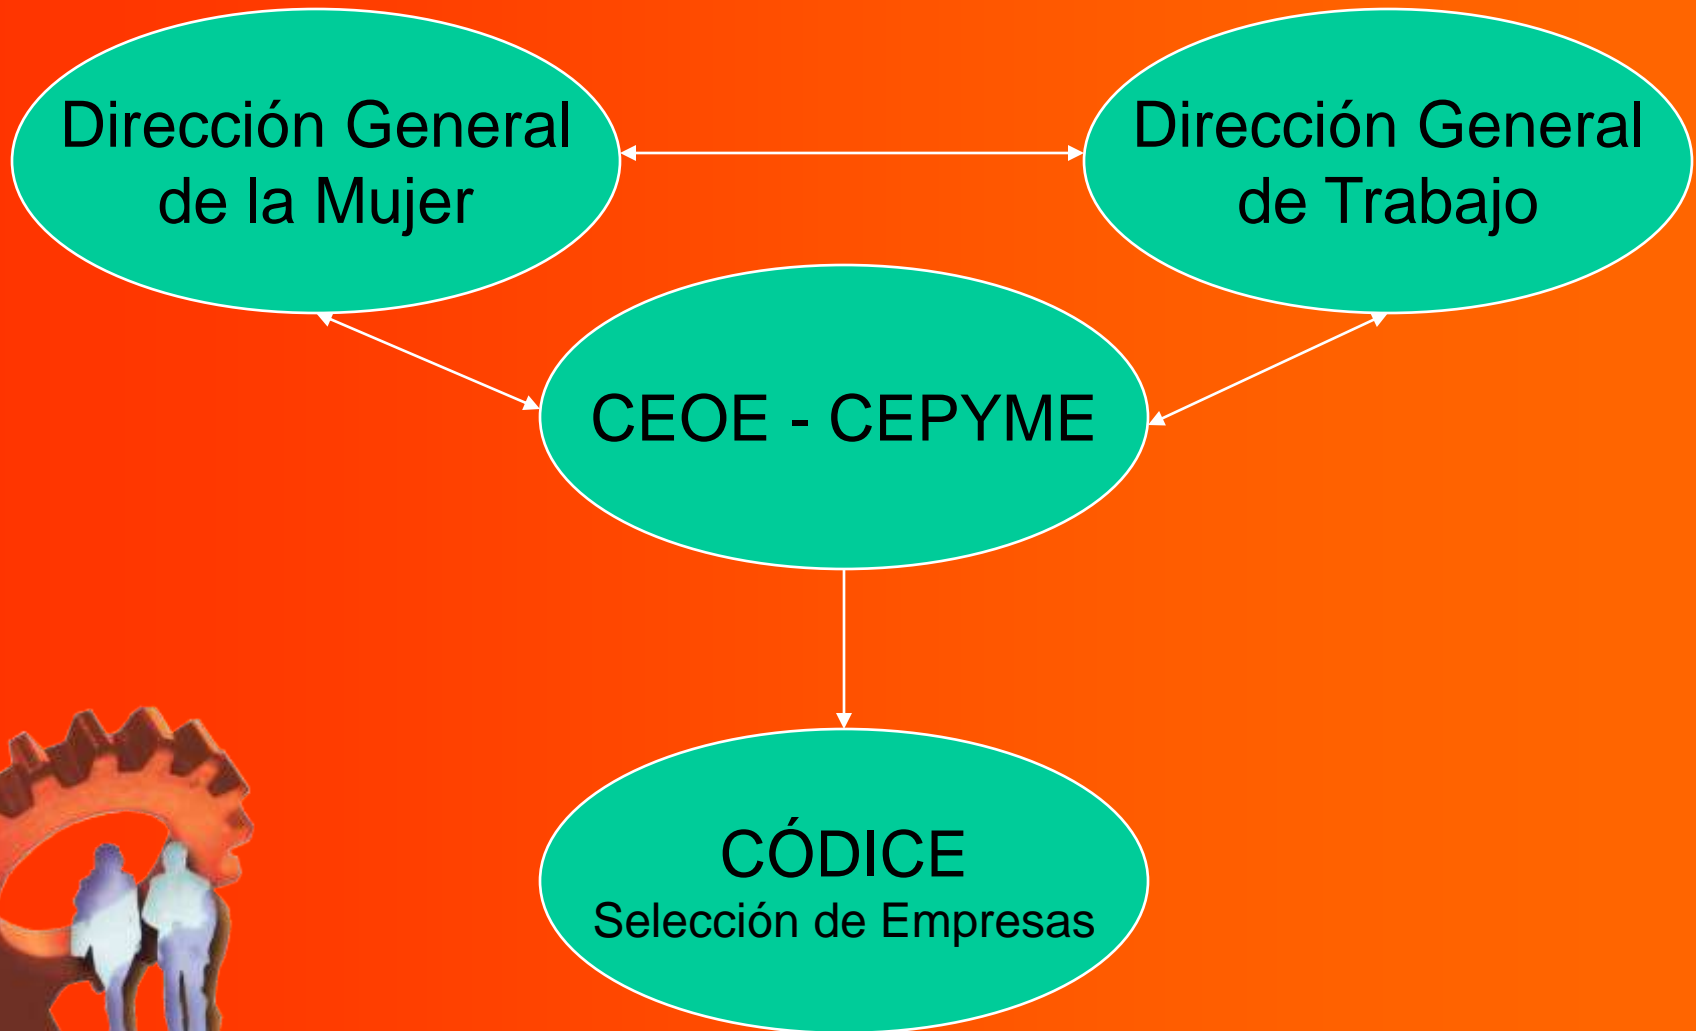 Dirección General
de la Mujer
Dirección General
de Trabajo
CEOE - CEPYME
CÓDICE
Selección de Empresas